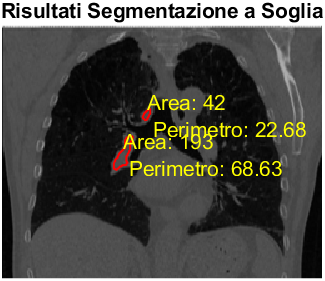 Risultati Segmentazione a Soglia
Area: 42
Perimetro: 22.68
Area: 193
Perimetro: 68.63